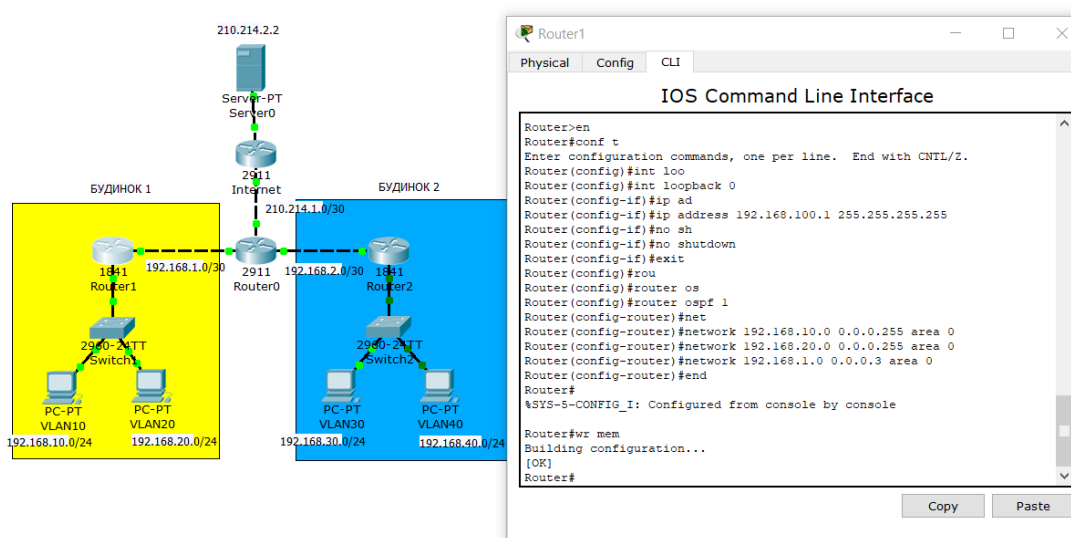 210.214.2.2
Server-PT
Server0
2911
Internet
БУДИНОК 1
БУДИНОК 2
210.214.1.0/30
192.168.1.0/30
192.168.2.0/30
1841
Router1
2911
Router0
1841
Router2
2960-24TT
Switch1
2960-24TT
Switch2
PC-PT
VLAN10
PC-PT
VLAN20
PC-PT
VLAN30
PC-PT
VLAN40
192.168.10.0/24
192.168.20.0/24
192.168.30.0/24
192.168.40.0/24
Router1
Physical Config CLI
IOS Command Line Interface
Router>en
Router#conf t
Enter configuration commands, one per line. End with CNTL/Z.
Router(config)#int loo
Router(config)#int loopback 0
Router(config-if)#ip ad
Router(config-if)#ip address 192.168.100.1 255.255.255.255
Router(config-if)#no sh
Router(config-if)#no shutdown
Router(config-if)#exit
Router(config)#rou
Router(config)#router os
Router(config)#router ospf 1
Router(config-router)#net
Router(config-router)#network 192.168.10.0 0.0.0.255 area 0
Router(config-router)#network 192.168.20.0 0.0.0.255 area 0
Router(config-router)#network 192.168.1.0 0.0.0.3 area 0
Router(config-router)#end
Router#
%SYS-5-CONFIG_I: Configured from console by console
Router#wr mem
Building configuration...
[OK]
Router#
Copy Paste